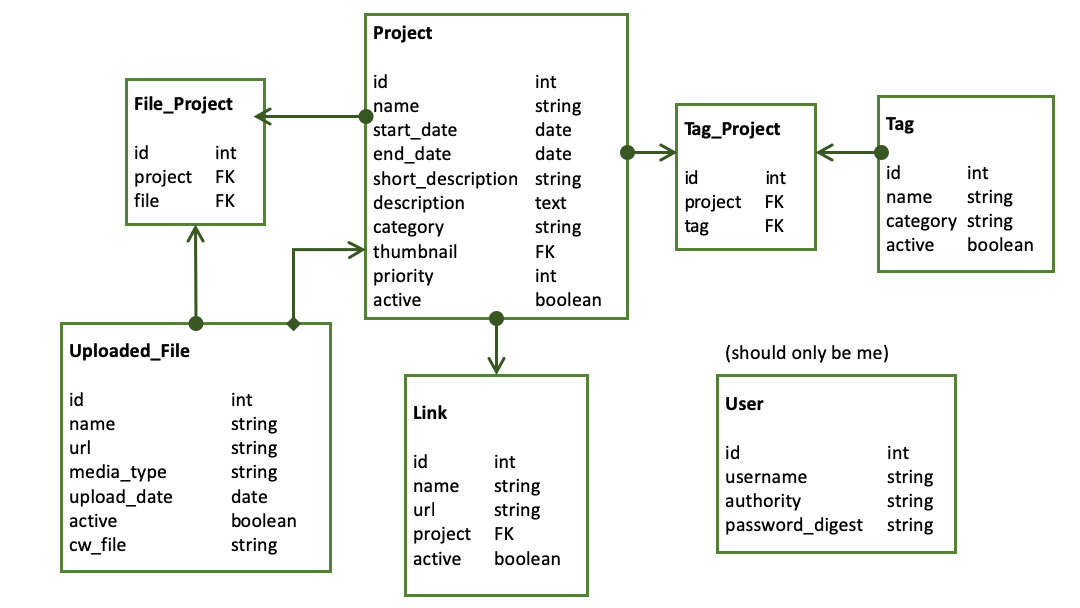 Project
id int
name string
start_date date
end_date date
short_description string
description text
category string
thumbnail FK
priority int
active boolean
File_Project
id int
project FK
file FK
Tag_Project
id int
project FK
tag FK
Tag
id int
name string
category string
active boolean
Uploaded_File
id int
name string
url string
media_type string
upload_date date
active boolean
cw_file string
Link
id int
name string
url string
project FK
active boolean
(should only be me)
User
id int
username string
authority string
password_digest string